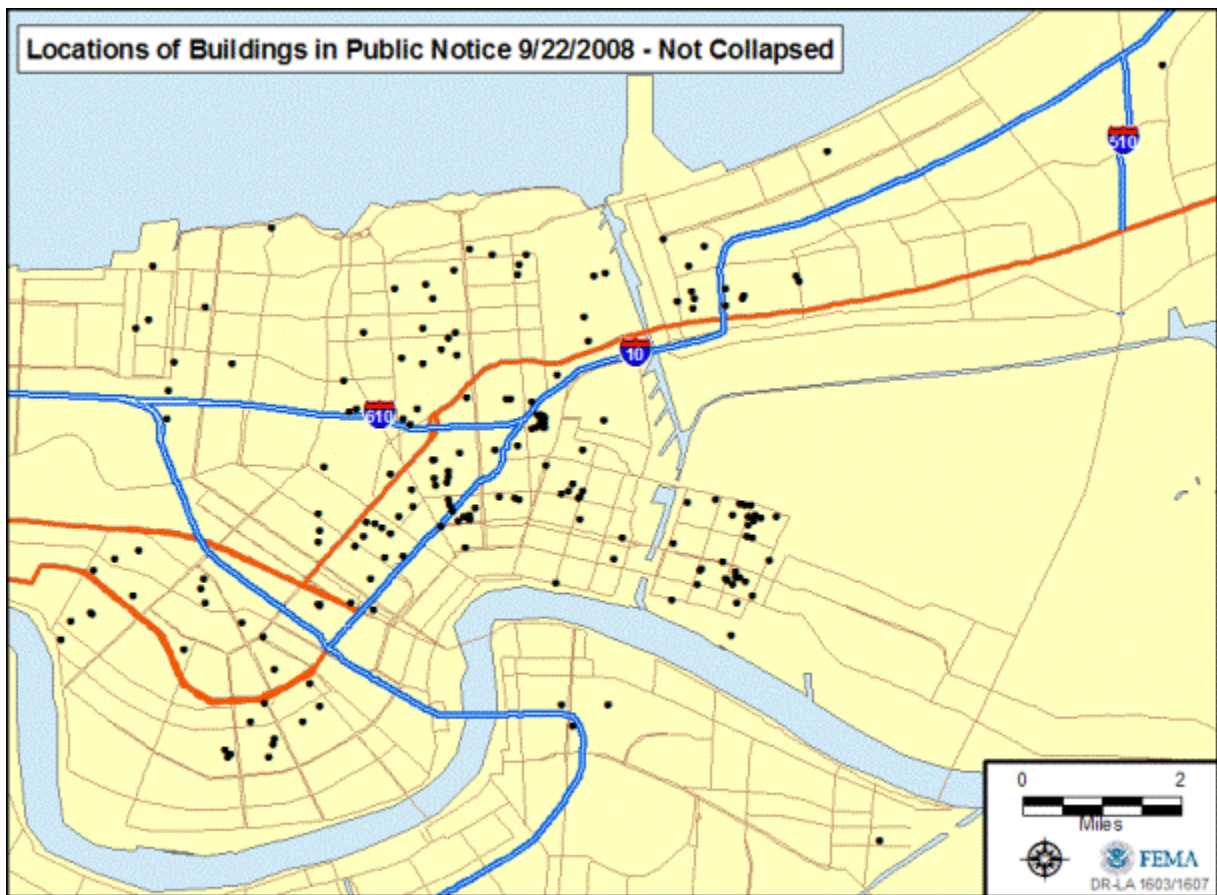 Locations of Buildings in Public Notice 9/22/2008 - Not Collapsed
510
10
610
0 2
Miles
FEMA
DR-LA 1603/1607